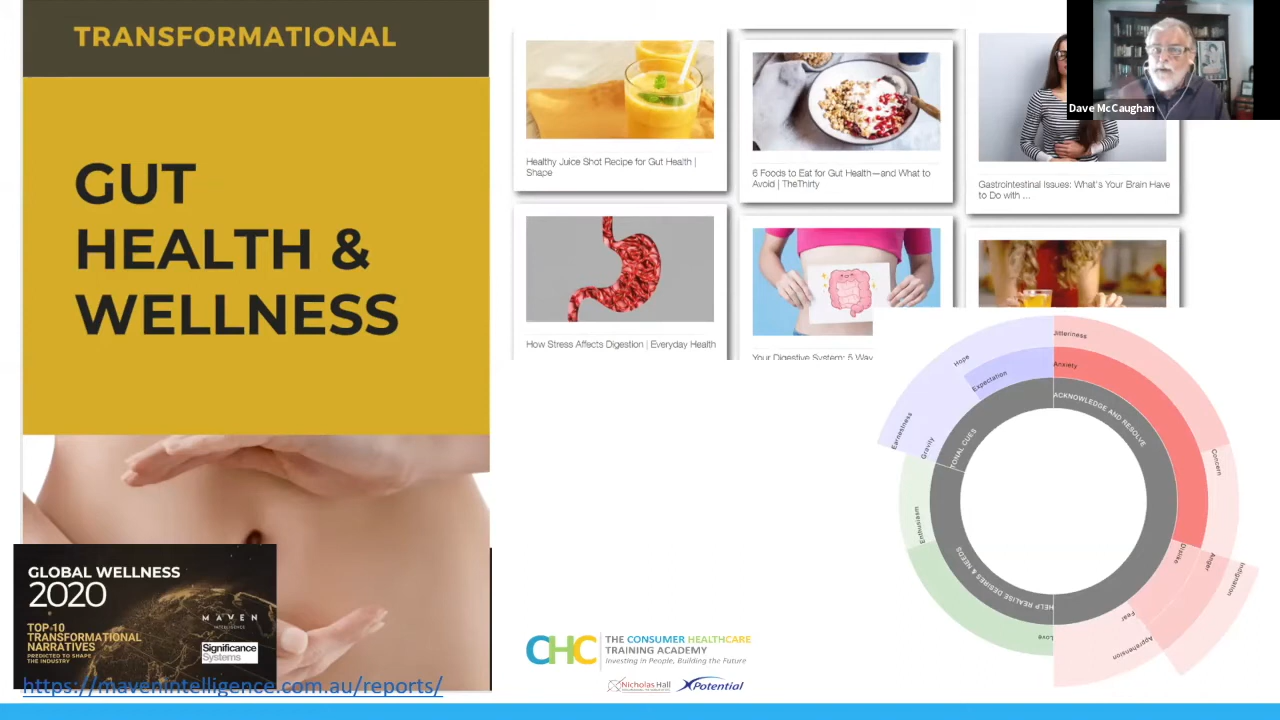 TRANSFORMATIONAL
GUT
HEALTH &
WELLNESS
GLOBAL WELLNESS
2020
TOP 10
TRANSFORMATIONAL
NARRATIVES
PREDICTED TO SHAPE
THE INDUSTRY
MAVEN
INTELLIGENCE
Significance
Systems
https://mavenintelligence.com.au/reports/
Healthy Juice Shot Recipe for Gut Health |
Shape
6 Foods to Eat for Gut Health—and What to
Avoid | TheThirty
Gastrointestinal Issues: What's Your Brain Have
to Do with ...
How Stress Affects Digestion | Everyday Health
Your Digestive System: 5 Way
Dave McCaughan
Jitteriness
Anxiety
ACKNOWLEDGE AND RESOLVE
Concern
Dislike
Anger
Indignation
Fear
Apprehension
HELP REALISE DESIRES & NEEDS
Love
Enthusiasm
TONAL CUES
Gravity
Earnestness
Expectation
Hope
CHC
THE CONSUMER HEALTHCARE
TRAINING ACADEMY
Investing in People, Building the Future
Nicholas Hall
XPotential